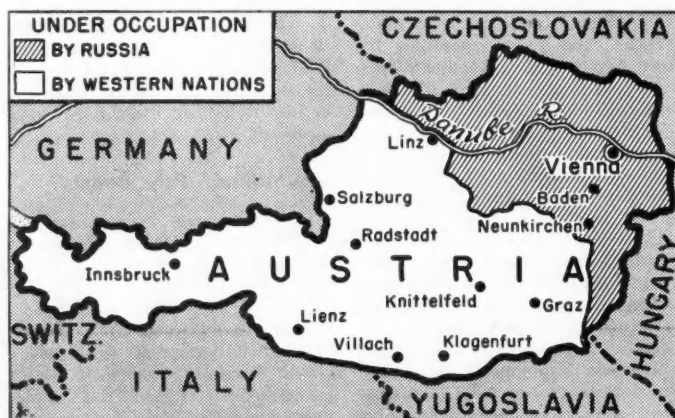 UNDER OCCUPATION
BY RUSSIA
BY WESTERN NATIONS
CZECHOSLOVAKIA
GERMANY
Danube R.
Linz
Vienna
Baden
Salzburg
Neunkirchen
Radstadt
Innsbruck
AUSTRIA
Knittelfeld
Graz
Lienz
SWITZ.
Villach
Klagenfurt
HUNGARY
ITALY
YUGOSLAVIA